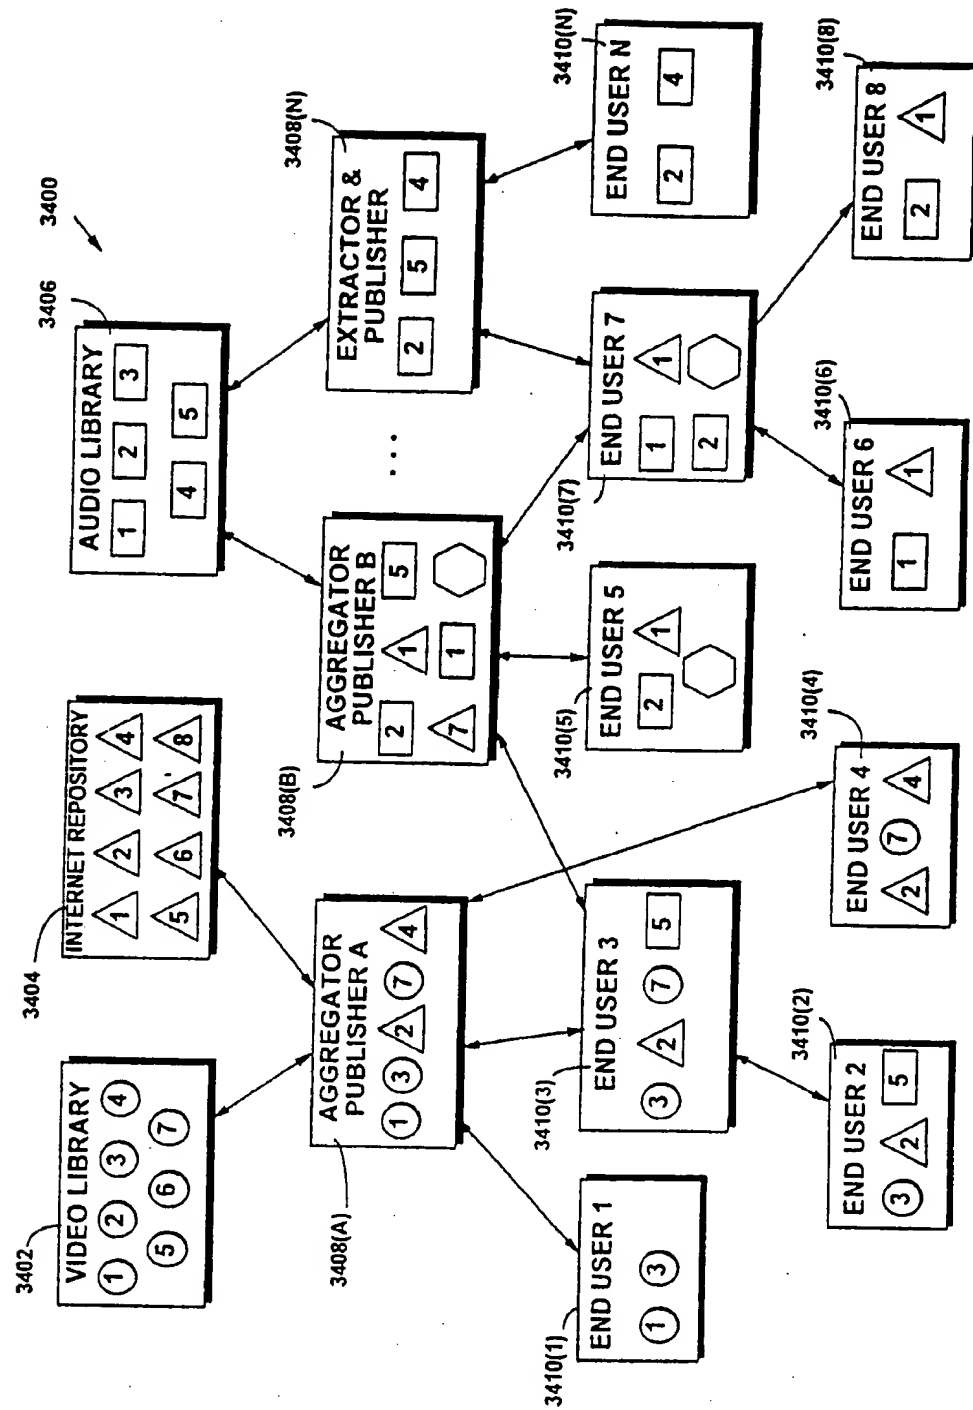 3400
3402
VIDEO LIBRARY
1 2 3 4
5 6 7
3404
INTERNET REPOSITORY
1 2 3 4
5 6 7 8
3406
AUDIO LIBRARY
1 2 3
4 5
3408(A)
AGGREGATOR
PUBLISHER A
1 3 2 7 4
3408(B)
AGGREGATOR
PUBLISHER B
2 1 5
7 1
...
3408(N)
EXTRACTOR &
PUBLISHER
2 5 4
3410(1)
END USER 1
1 3
3410(3)
END USER 3
3 2 7 5
3410(5)
END USER 5
2 1
3410(7)
END USER 7
1 1
2
3410(N)
END USER N
2 4
3410(2)
END USER 2
3 2 5
3410(4)
END USER 4
2 7 4
3410(6)
END USER 6
1 1
3410(8)
END USER 8
2 1